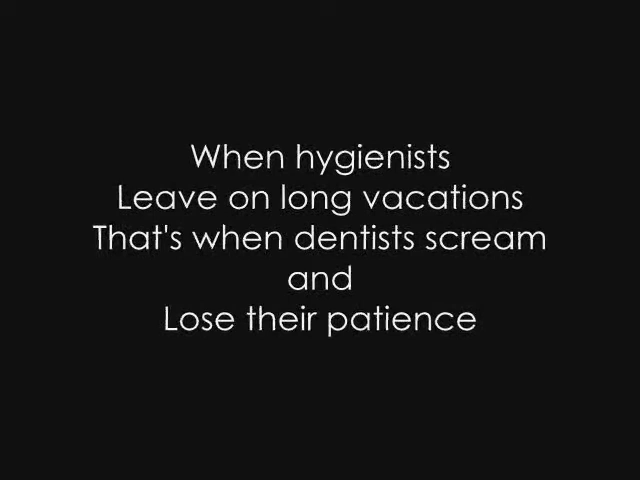 When hygienists
Leave on long vacations
That's when dentists scream
and
Lose their patience